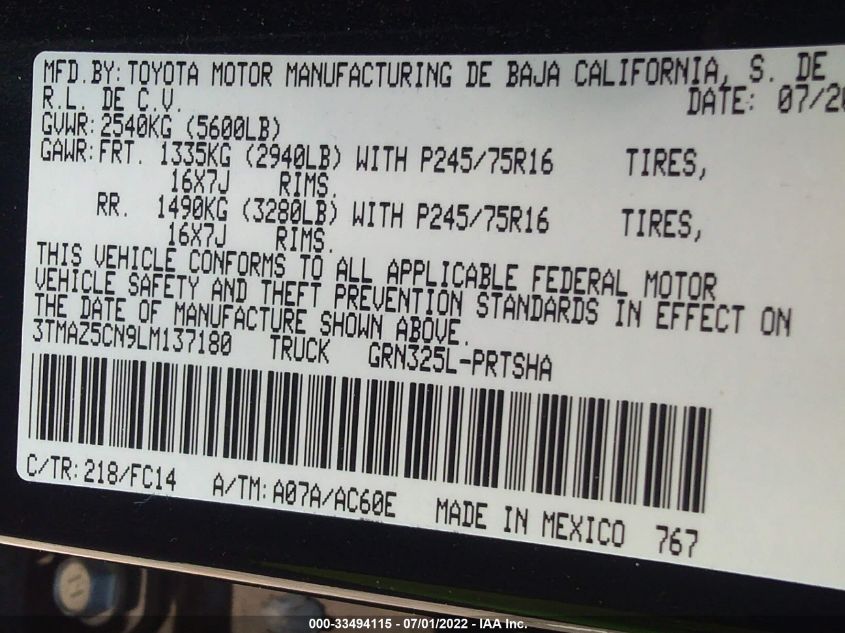 MFD.BY: TOYOTA MOTOR MANUFACTURING DE BAJA CALIFORNIA, S. DE
R.L. DE C.V. DATE: 07/20
GVWR: 2540KG (5600LB)
GAWR: FRT. 1335KG (2940LB) WITH P245/75R16 TIRES,
16X7J RIMS.
RR. 1490KG (3280LB) WITH P245/75R16 TIRES,
16X7J RIMS.
THIS VEHICLE CONFORMS TO ALL APPLICABLE FEDERAL MOTOR
VEHICLE SAFETY AND THEFT PREVENTION STANDARDS IN EFFECT ON
THE DATE OF MANUFACTURE SHOWN ABOVE.
3TMAZ5CN9LM137180 TRUCK GRN325L-PRTSHA
C/TR: 218/FC14 A/TM: A07A/AC60E MADE IN MEXICO 767
000-33494115 - 07/01/2022 - IAA Inc.